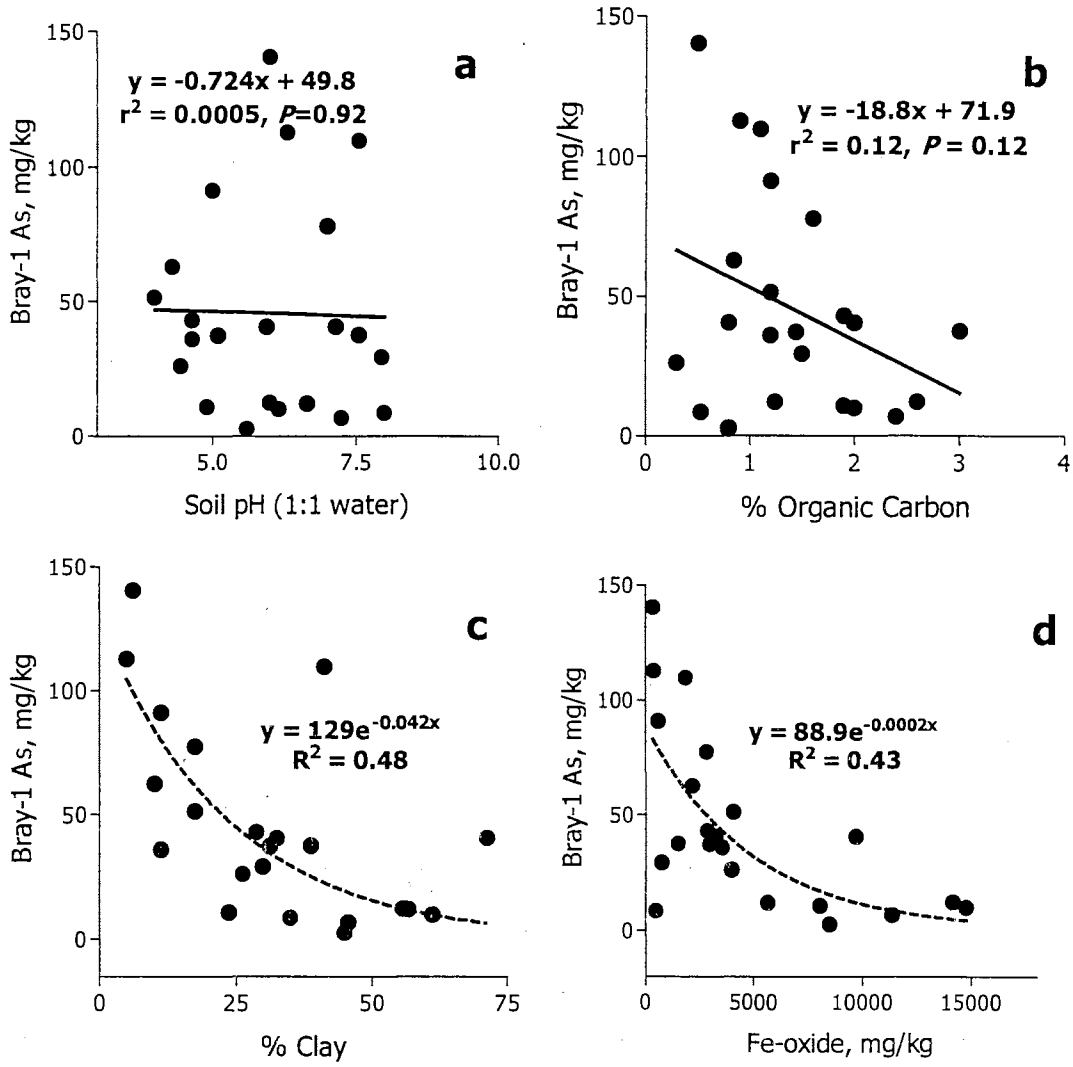 a
y = -0.724x + 49.8
r² = 0.0005, P=0.92
150
100
50
0
5.0 7.5 10.0
Bray-1 As, mg/kg
Soil pH (1:1 water)
b
y = -18.8x + 71.9
r² = 0.12, P = 0.12
150
100
50
0
0 1 2 3 4
Bray-1 As, mg/kg
% Organic Carbon
c
y = 129e^-0.042x
R² = 0.48
150
100
50
0
0 25 50 75
Bray-1 As, mg/kg
% Clay
d
y = 88.9e^-0.0002x
R² = 0.43
150
100
50
0
0 5000 10000 15000
Bray-1 As, mg/kg
Fe-oxide, mg/kg